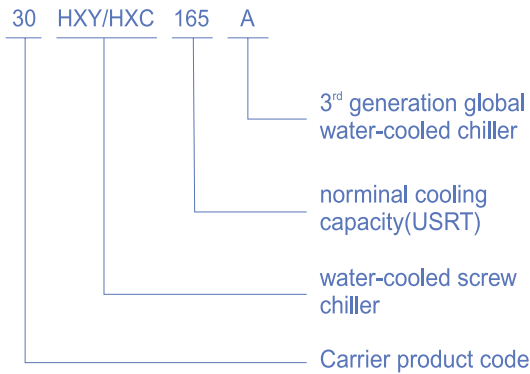 30 HXY/HXC 165 A
3rd generation global
water-cooled chiller
norminal cooling
capacity(USRT)
water-cooled screw
chiller
Carrier product code